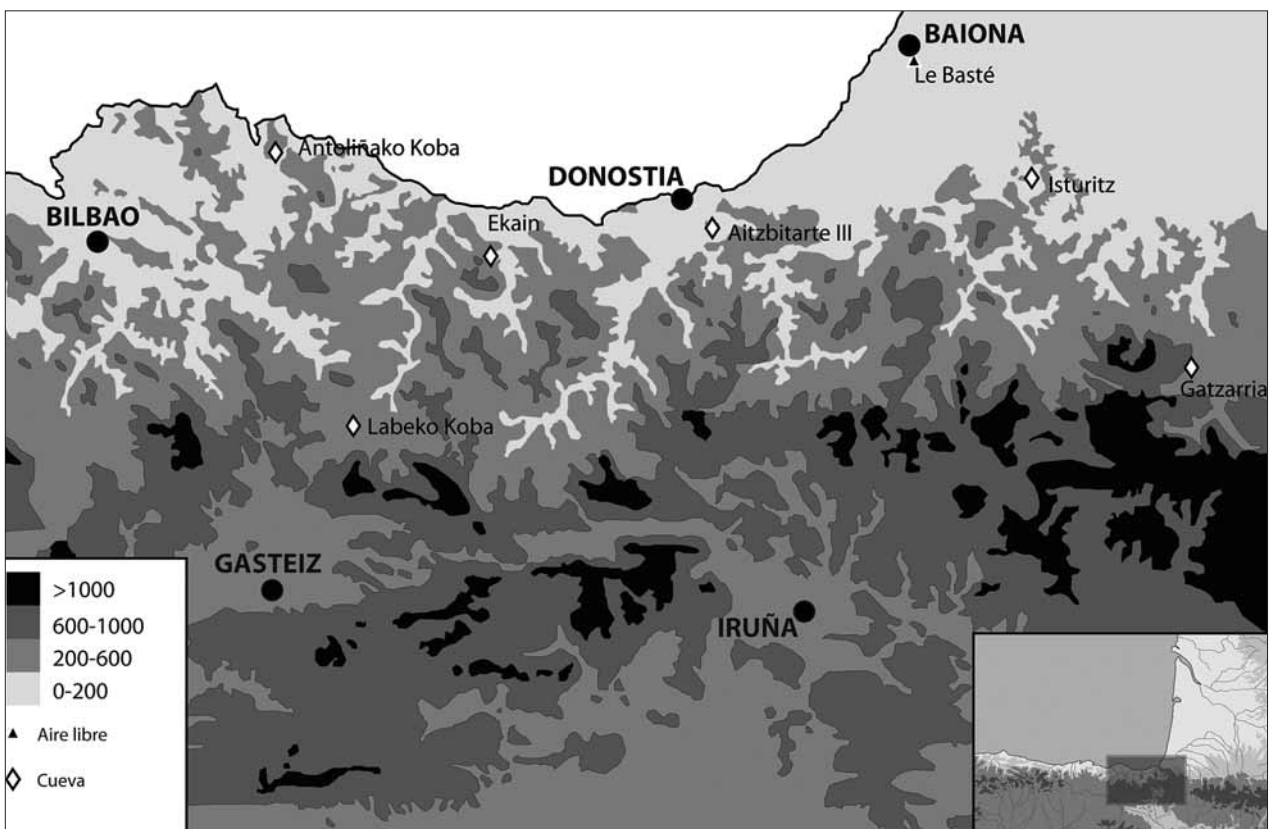 BAIONA
Le Basté
Antoliñako Koba
DONOSTIA
Isturitz
BILBAO
Ekain
Aitzbitarte III
Gatzarria
Labeko Koba
GASTEIZ
IRUÑA
>1000
600-1000
200-600
0-200
Aire libre
Cueva